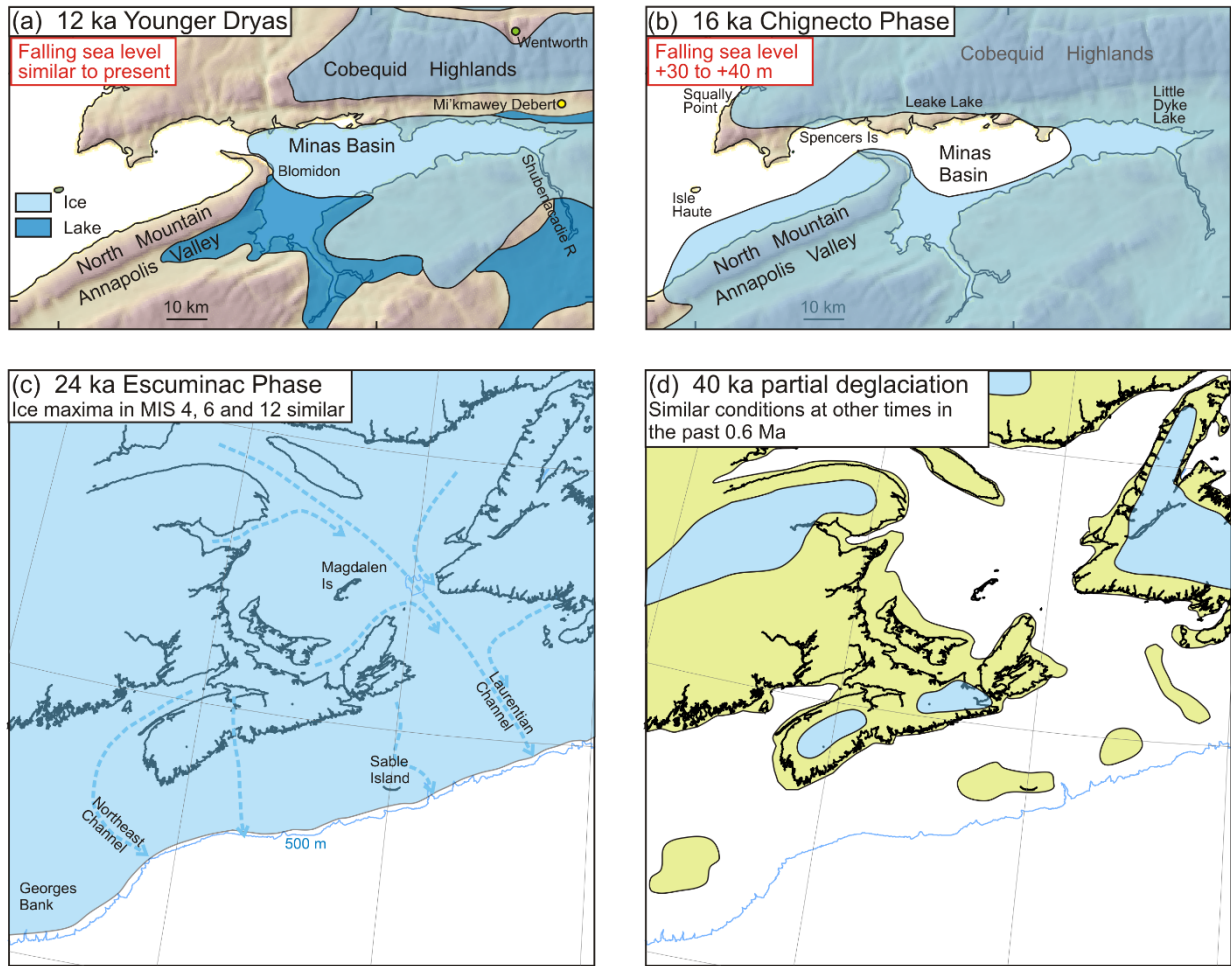 (a) 12 ka Younger Dryas
Falling sea level
similar to present
Wentworth
Cobequid Highlands
Mi'kmawey Debert
Minas Basin
Blomidon
Shubenacadie R
Ice
Lake
North Mountain
Annapolis Valley
10 km
(b) 16 ka Chignecto Phase
Falling sea level
+30 to +40 m
Cobequid Highlands
Squally
Point
Leake Lake
Little
Dyke
Lake
Spencers Is
Minas
Basin
Isle
Haute
North Mountain
Annapolis Valley
10 km
(c) 24 ka Escuminac Phase
Ice maxima in MIS 4, 6 and 12 similar
Magdalen
Is
Laurentian
Channel
Sable
Island
Northeast
Channel
500 m
Georges
Bank
(d) 40 ka partial deglaciation
Similar conditions at other times in
the past 0.6 Ma